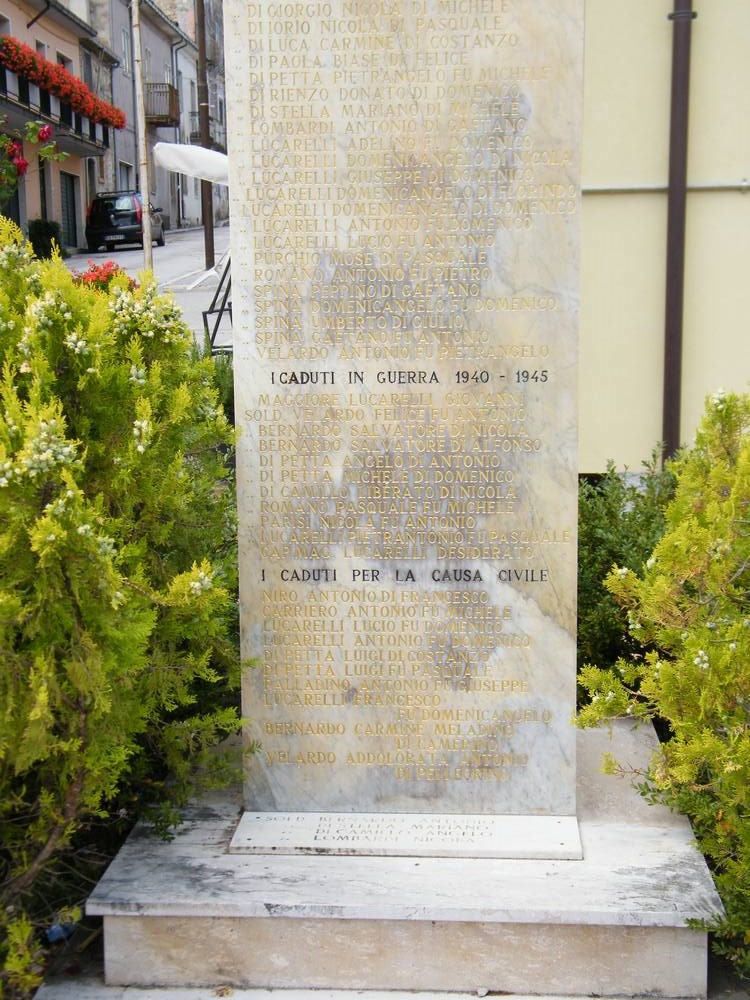 DI GIORGIO NICOLA DI MICHELE
DI IORIO NICOLA DI PASQUALE
DI LUCA CARMINE DI COSTANZO
DI PAOLA BIASE DI FELICE
DI PETTA PIETRANGELO FU MICHELE
DI RIENZO DONATO DI DOMENICO
DI STELLA MARIANO DI MICHELE
LOMBARDI ANTONIO DI GAETANO
LUCARELLI ADELINO FU DOMENICO
LUCARELLI DOMENICANGELO DI NICOLA
LUCARELLI GIUSEPPE DI DOMENICO
LUCARELLI DOMENICANGELO DI FLORINDO
LUCARELLI DOMENICANGELO DI DOMENICO
LUCARELLI ANTONIO FU DOMENICO
LUCARELLI LUCIO FU ANTONIO
PURCHIO MOSE DI PASQUALE
ROMANO ANTONIO FU PIETRO
SPINA PEPPINO DI GAETANO
SPINA DOMENICANGELO FU DOMENICO
SPINA UMBERTO DI GIULIO
SPINA GAETANO FU ANTONIO
VELARDO ANTONIO FU PIETRANGELO
I CADUTI IN GUERRA 1940 - 1945
MAGGIORE LUCARELLI GIOVANNI
SOLD. VELARDO FELICE FU ANTONIO
BERNARDO SALVATORE DI NICOLA
BERNARDO SALVATORE DI ALFONSO
DI PETTA ANGELO DI ANTONIO
DI PETTA MICHELE DI DOMENICO
DI CAMILLO LIBERATO DI NICOLA
ROMANO PASQUALE FU MICHELE
PARISI NICOLA FU ANTONIO
LUCARELLI PIETRANTONIO FU PASQUALE
CAP.MAG. LUCARELLI DESIDERATO
I CADUTI PER LA CAUSA CIVILE
NIRO ANTONIO DI FRANCESCO
CARRIERO ANTONIO FU MICHELE
LUCARELLI LUCIO FU DOMENICO
LUCARELLI ANTONIO FU DOMENICO
DI PETTA LUIGI DI COSTANZO
DI PETTA LUIGI FU PASQUALE
PALLADINO ANTONIO FU GIUSEPPE
LUCARELLI FRANCESCO
FU DOMENICANGELO
BERNARDO CARMINE MELADINO
DI CAMERINO
VELARDO ADDOLORATA ANTONIO
DI PELLEGRINO
SOLD. BERNARDO ANTONIO
MARIANO
DI CAMILLO ANGELO
LOMBARDI NICOLA